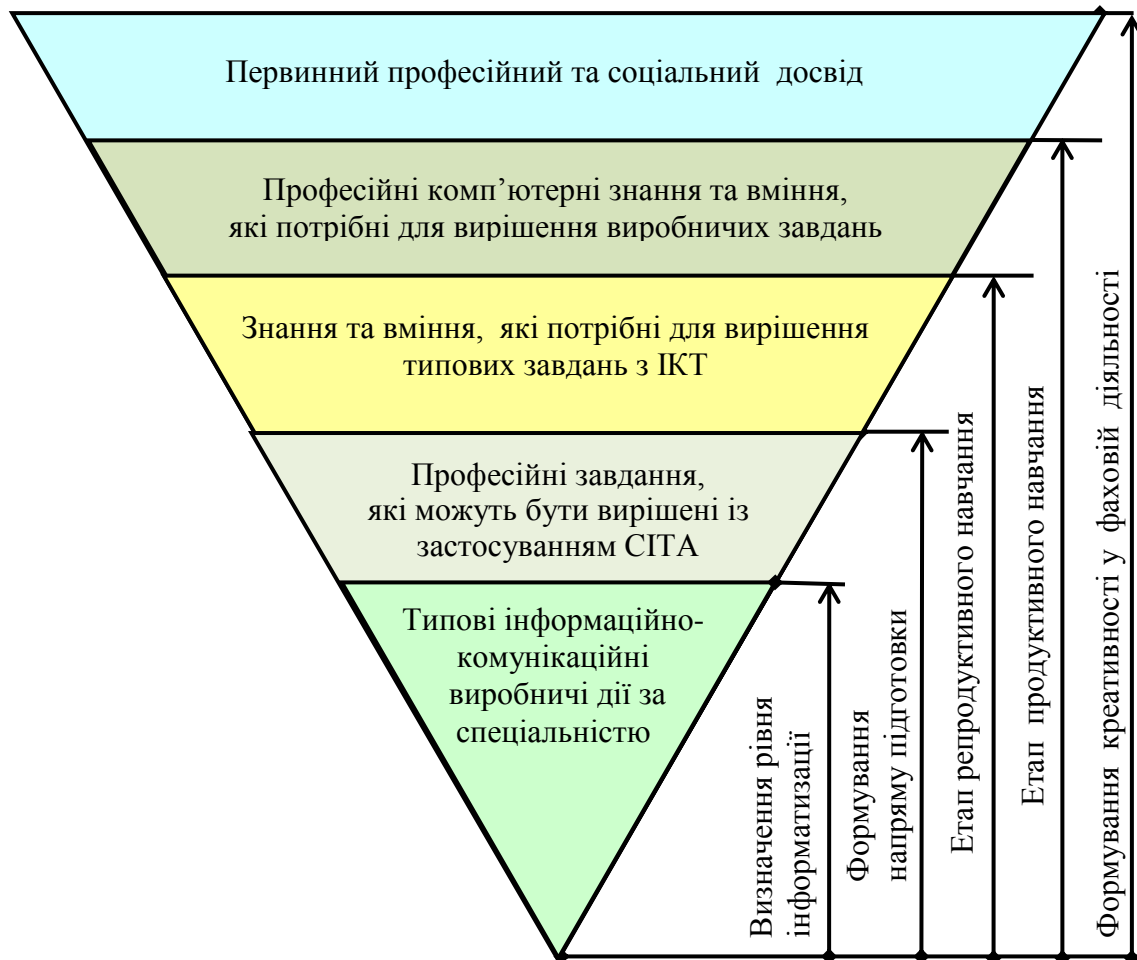 Первинний професійний та соціальний досвід
Професійні комп’ютерні знання та вміння,
які потрібні для вирішення виробничих завдань
Знання та вміння, які потрібні для вирішення
типових завдань з ІКТ
Професійні завдання,
які можуть бути вирішені із
застосуванням СІТА
Типові інформаційно-
комунікаційні
виробничі дії за
спеціальністю
Визначення рівня
інформатизації
Формування
напряму підготовки
Етап репродуктивного навчання
Етап продуктивного навчання
Формування креативності у фаховій діяльності